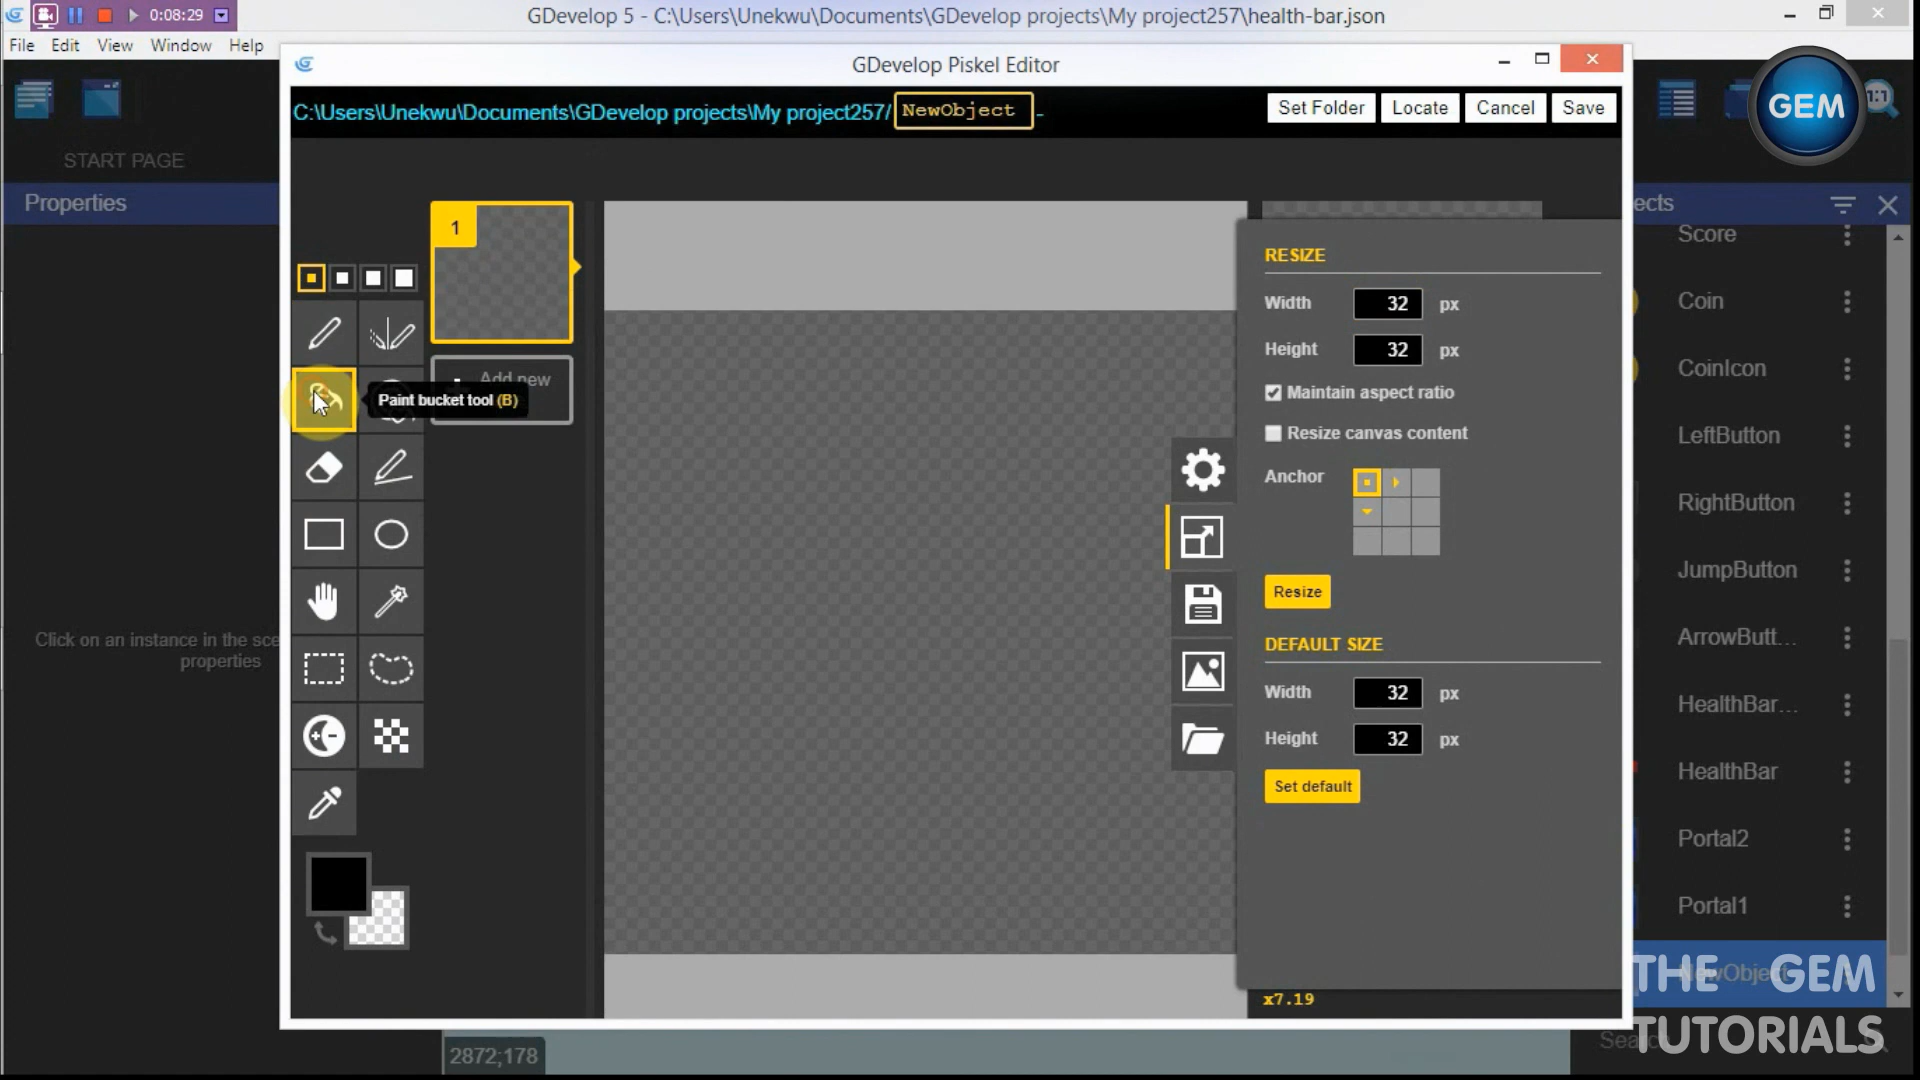 0:08:29
GDevelop 5 - C:\Users\Unekwu\Documents\GDevelop projects\My project257\health-bar.json
File Edit View Window Help
GDevelop Piskel Editor
C:\Users\Unekwu\Documents\GDevelop projects\My project257/ NewObject -
Set Folder Locate Cancel Save
GEM
1:1
START PAGE
Properties
ects
1
Score
RESIZE
Width 32 px
Coin
Height 32 px
CoinIcon
Add new
Paint bucket tool (B)
Maintain aspect ratio
Resize canvas content
LeftButton
Anchor
RightButton
JumpButton
Resize
Click on an instance in the sce
properties
ArrowButt...
DEFAULT SIZE
Width 32 px
HealthBar...
Height 32 px
HealthBar
Set default
Portal2
Portal1
NewObject
THE GEM
x7.19
TUTORIALS
2872;178